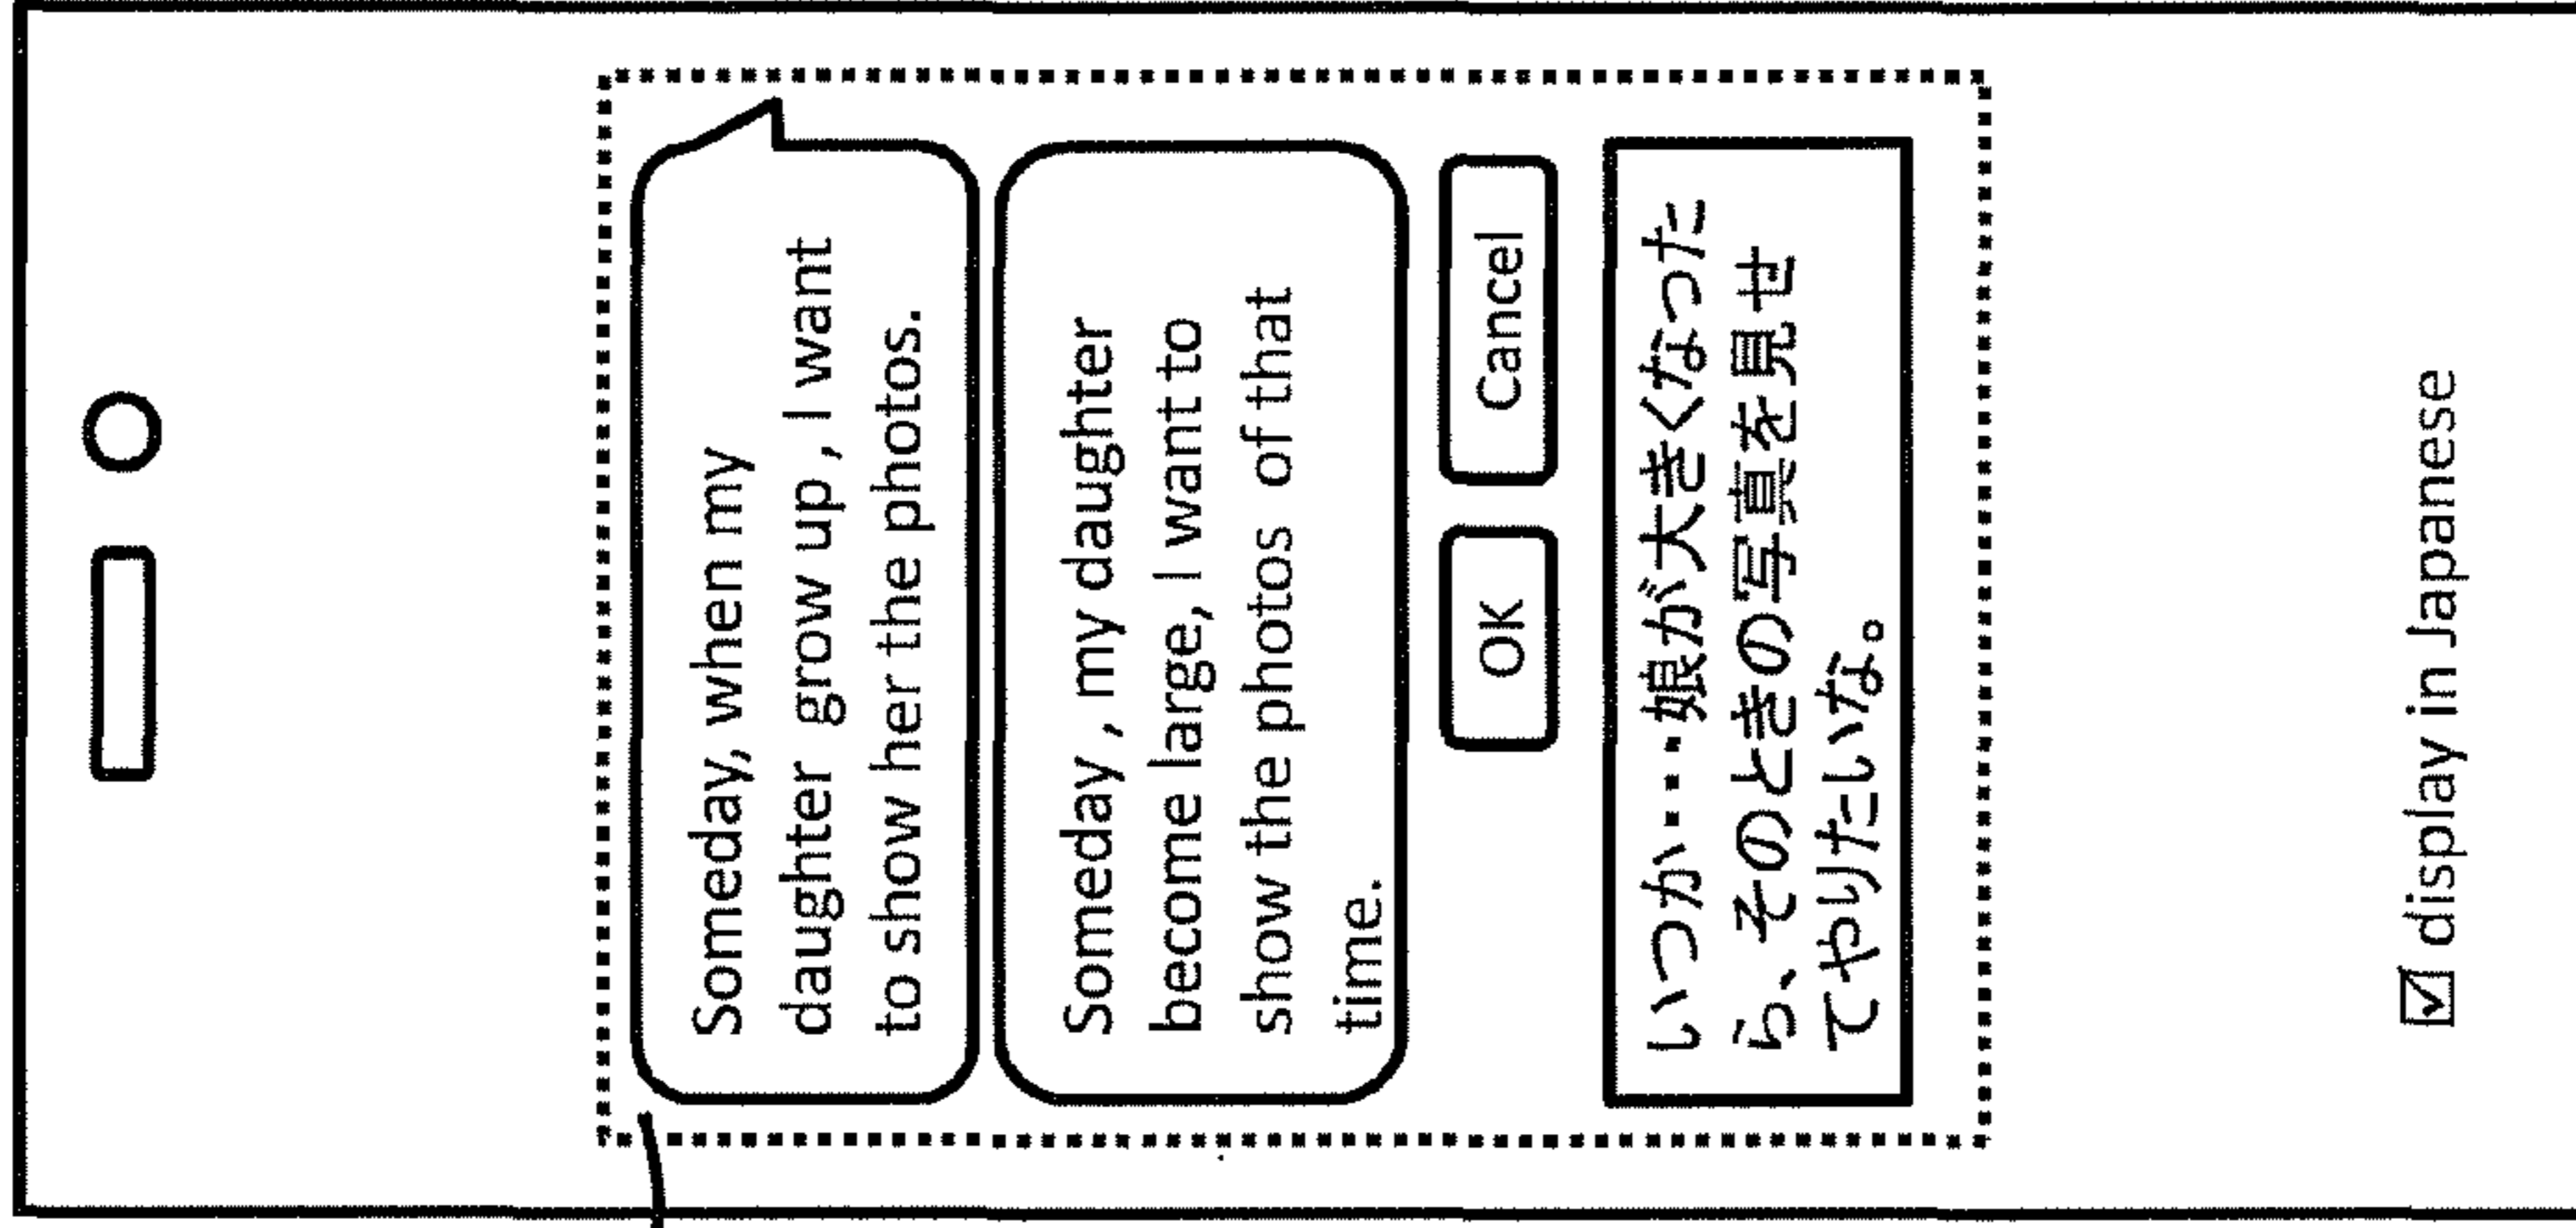 Someday, when my
daughter grow up , I want
to show her the photos.
Someday , my daughter
become large, I want to
show the photos of that
time.
OK
Cancel
いつか・・・娘が大きくなった
ら、そのときの写真を見せ
てやりたいな。
☑ display in Japanese